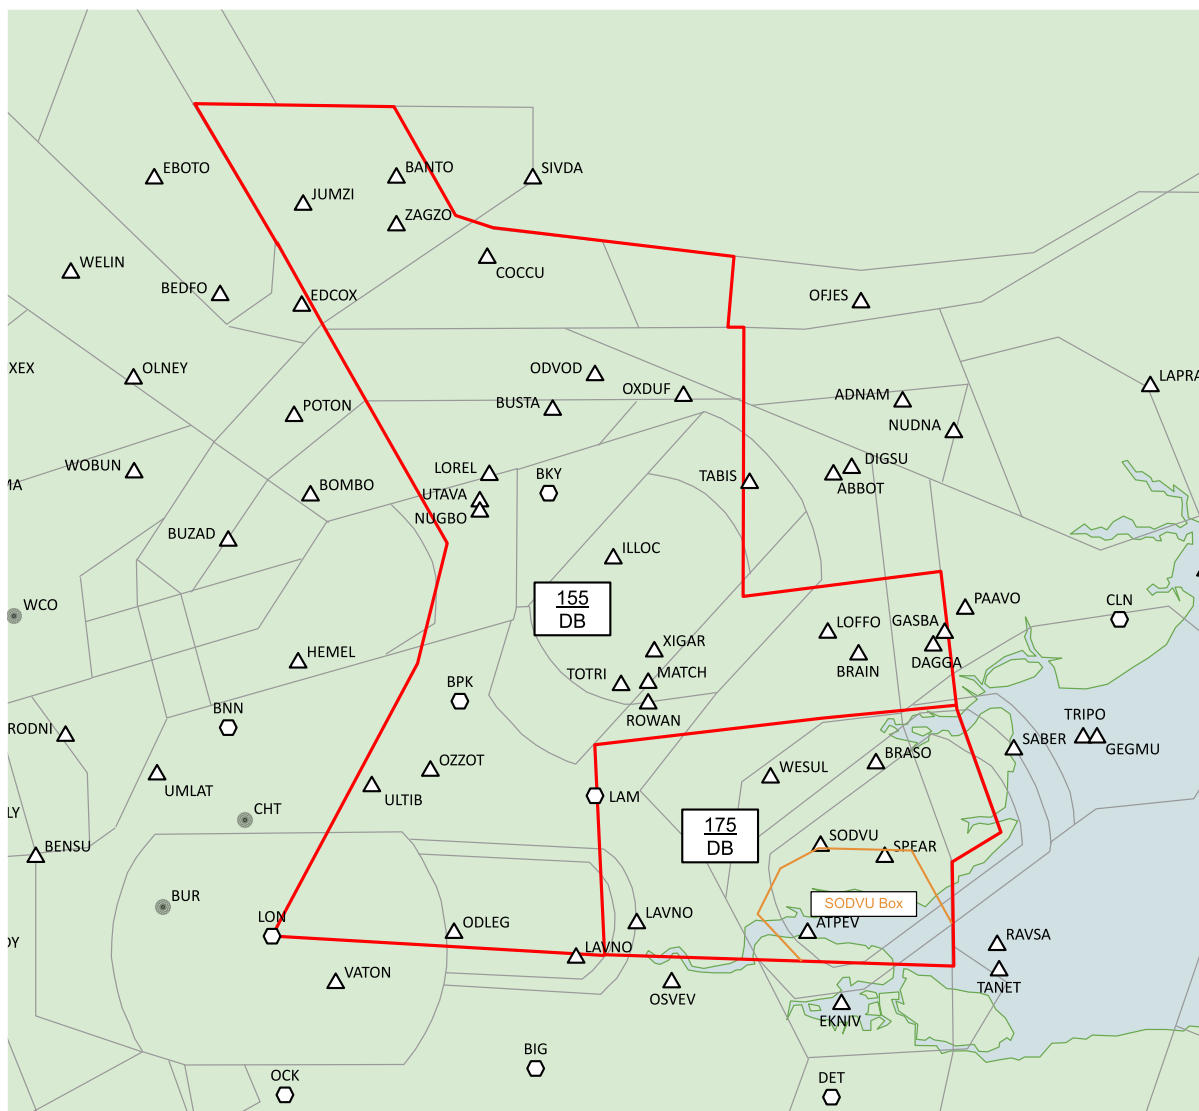 EBOTO
BANTO
SIVDA
JUMZI
ZAGZO
WELIN
COCCU
BEDFO
EDCOX
OFJES
XEX
OLNEY
ODVOD
OXDUF
LAPRA
BUSTA
ADNAM
POTON
NUDNA
WOBUN
LOREL
BKY
DIGSU
MA
BOMBO
UTAVA
TABIS
ABBOT
NUGBO
BUZAD
ILLOC
WCO
155
DB
PAAVO
CLN
LOFFO
GASBA
HEMEL
XIGAR
BRAIN
DAGGA
TOTRI
MATCH
BPK
ROWAN
BNN
RODNI
TRIPO
SABER
GEGMU
UMLAT
OZZOT
WESUL
BRASO
ULTIB
LAM
LY
CHT
175
DB
BENSU
SODVU
SPEAR
BUR
SODVU Box
LON
ODLEG
LAVNO
ATPEV
DY
LAVNO
RAVSA
VATON
OSVEV
TANET
EKNIV
BIG
OCK
DET